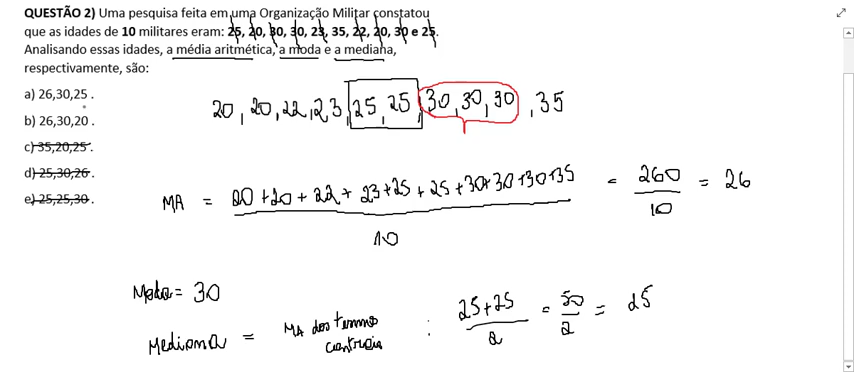 QUESTÃO 2) Uma pesquisa feita em uma Organização Militar constatou
que as idades de 10 militares eram: 25, 20, 30, 30, 23, 35, 22, 20, 30 e 25.
Analisando essas idades, a média aritmética, a moda e a mediana,
respectivamente, são:
a) 26,30,25 .
b) 26,30,20 .
c) 35,20,25 .
d) 25,30,26 .
e) 25,25,30 .
20, 20, 22, 23, 25, 25, 30, 30, 30, 35
MA = 20 + 20 + 22 + 23 + 25 + 25 + 30 + 30 + 30 + 35 = 260 = 26
10 10
Moda = 30
Mediana = MA dos termos centrais : 25+25 = 50 = 25
2 2